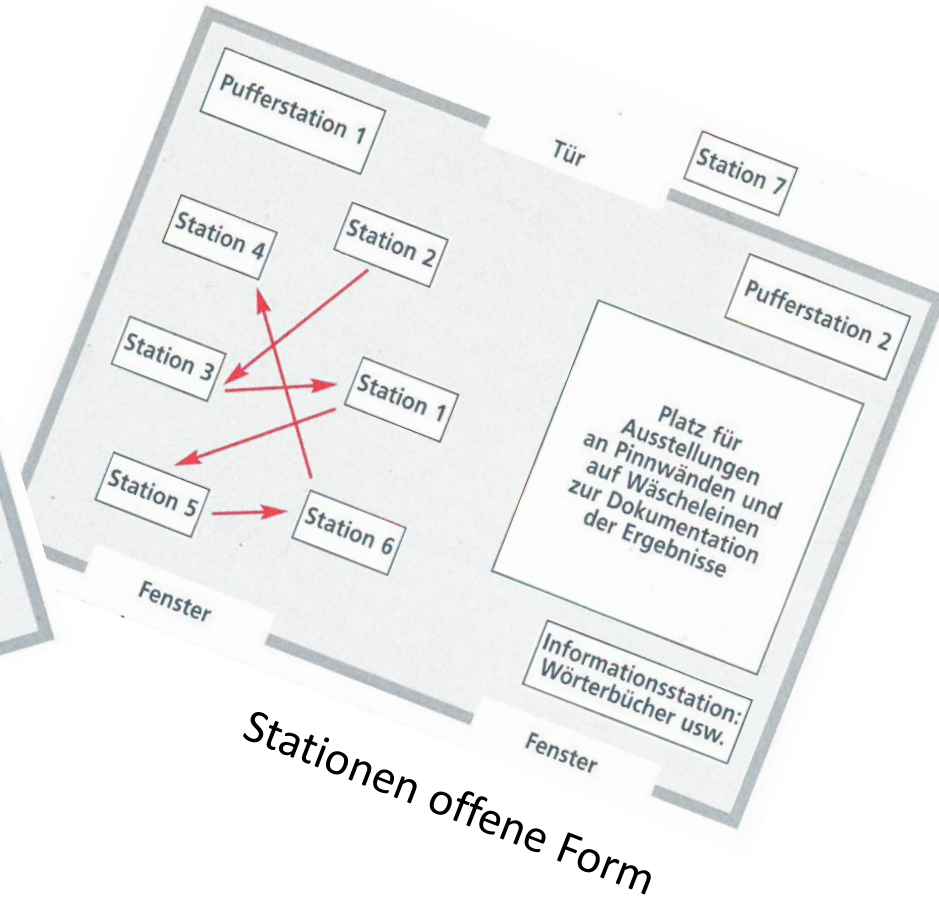 Pufferstation 1
Tür
Station 7
Station 4
Station 2
Pufferstation 2
Station 3
Station 1
Platz für
Ausstellungen
an Pinnwänden und
auf Wäscheleinen
zur Dokumentation
der Ergebnisse
Station 5
Station 6
Fenster
Informationsstation:
Wörterbücher usw.
Fenster
Stationen offene Form